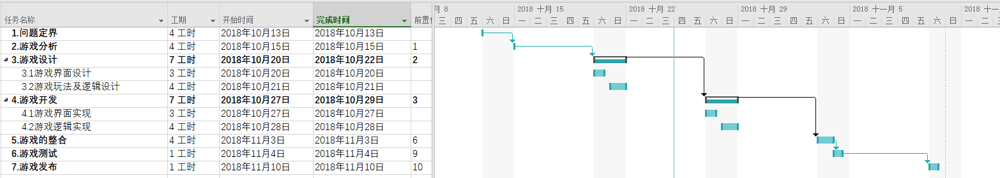 月 8 2018 十月 15 2018 十月 22 2018 十月 29 2018 十一月 5 2018 十一
任务名称 工期 开始时间 完成时间 前置任 三 四 五 六 日 一 二 三 四 五 六 日 一 二 三 四 五 六 日 一 二 三 四 五 六 日 一 二 三 四 五 六 日 一 二
1.问题定界 4 工时 2018年10月13日 2018年10月13日
2.游戏分析 4 工时 2018年10月15日 2018年10月15日 1
3.游戏设计 7 工时 2018年10月20日 2018年10月22日 2
3.1游戏界面设计 3 工时 2018年10月20日 2018年10月20日
3.2游戏玩法及逻辑设计 4 工时 2018年10月21日 2018年10月21日
4.游戏开发 7 工时 2018年10月27日 2018年10月29日 3
4.1游戏界面实现 3 工时 2018年10月27日 2018年10月27日
4.2游戏逻辑实现 4 工时 2018年10月28日 2018年10月28日
5.游戏的整合 4 工时 2018年11月3日 2018年11月3日 6
6.游戏测试 1 工时 2018年11月4日 2018年11月4日 9
7.游戏发布 1 工时 2018年11月10日 2018年11月10日 10